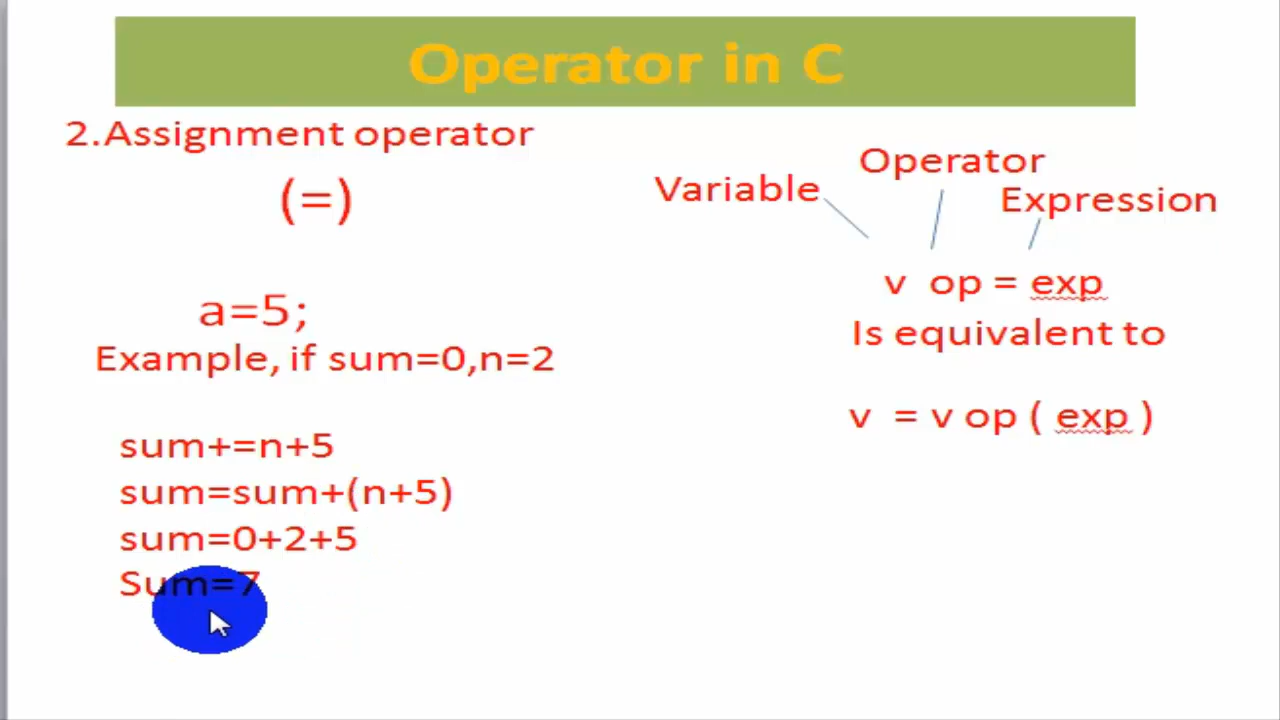 Operator in C
2.Assignment operator
(=)
a=5;
Example, if sum=0,n=2
sum+=n+5
sum=sum+(n+5)
sum=0+2+5
Sum=7
Operator
Variable
Expression
v op = exp
Is equivalent to
v = v op ( exp )